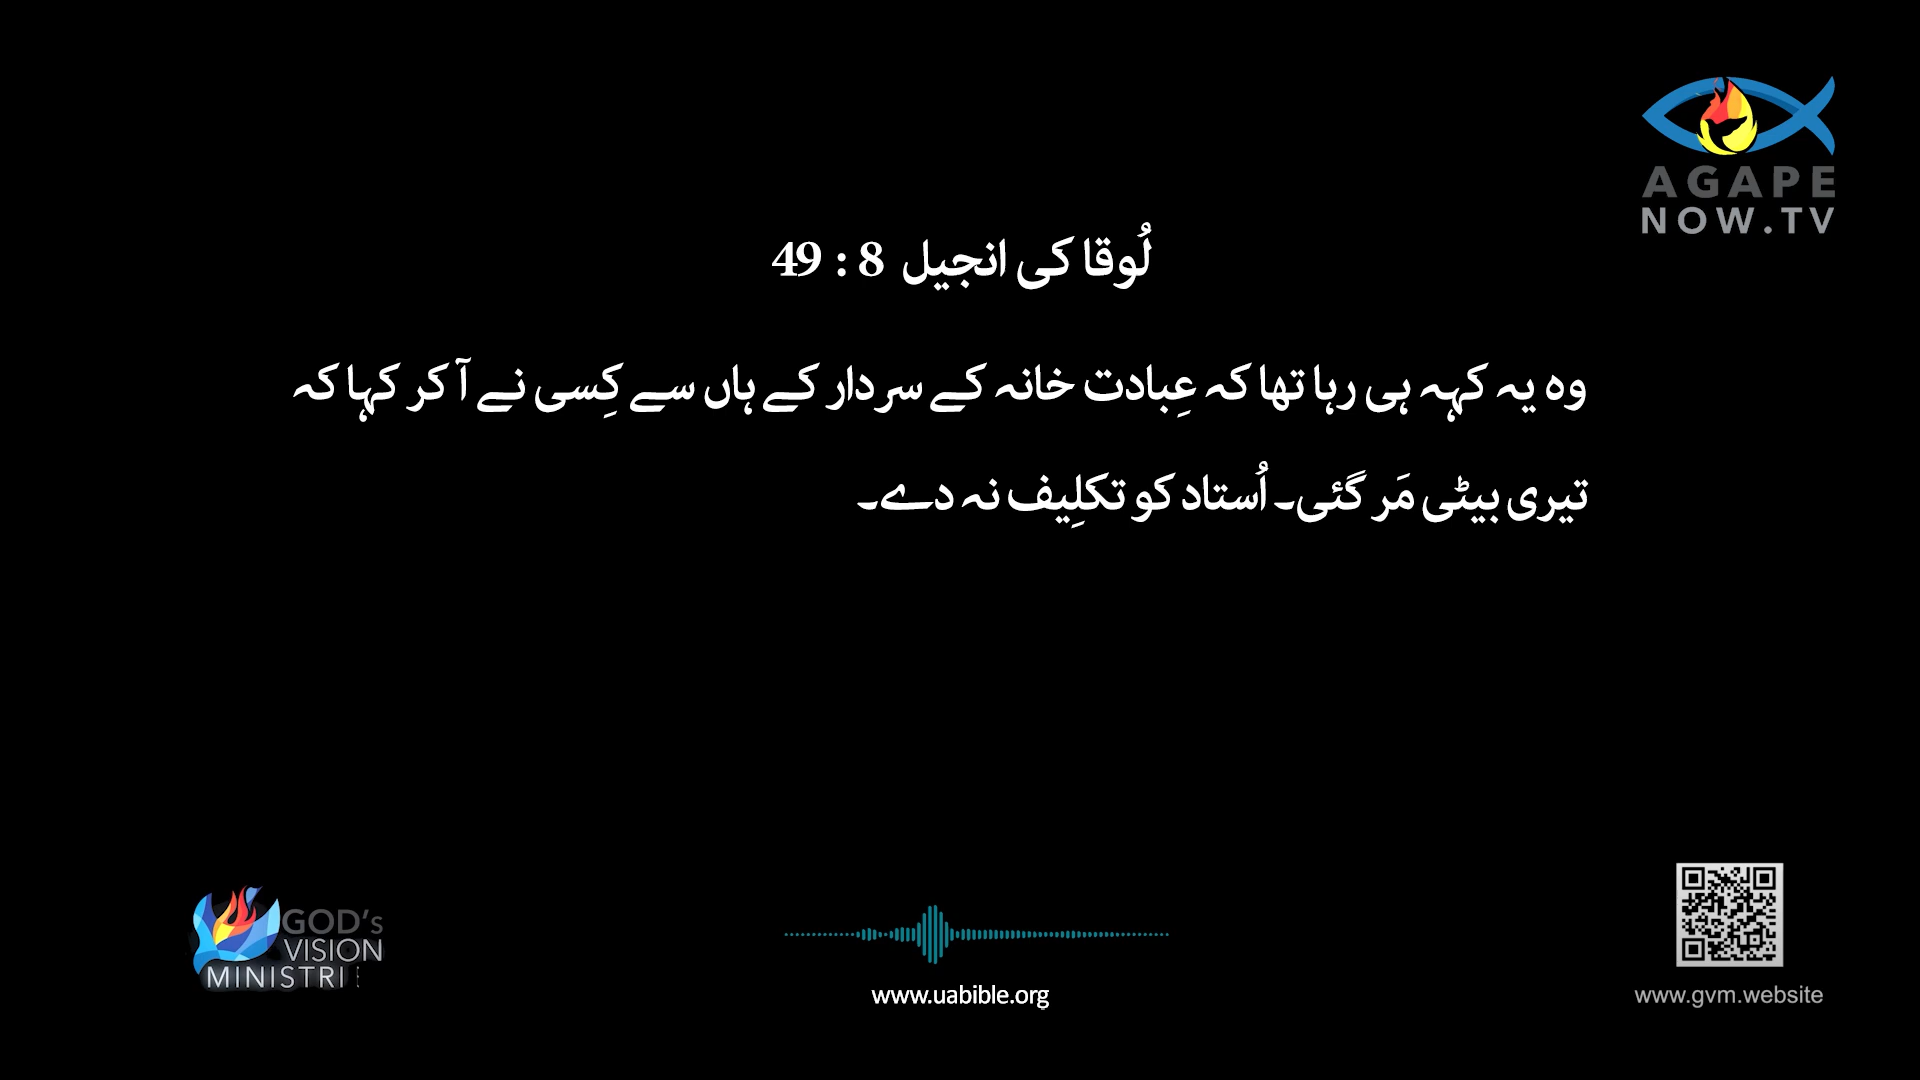 AGAPE
NOW.TV
لُوقا کی انجیل 8 : 49
وہ یہ کہہ ہی رہا تھا کہ عِبادت خانہ کے سردار کے ہاں سے کِسی نے آ کر کہا کہ
تیری بیٹی مَر گئی۔ اُستاد کو تکلِیف نہ دے۔
GOD's
VISION
MINISTRI
www.uabible.org
www.gvm.website